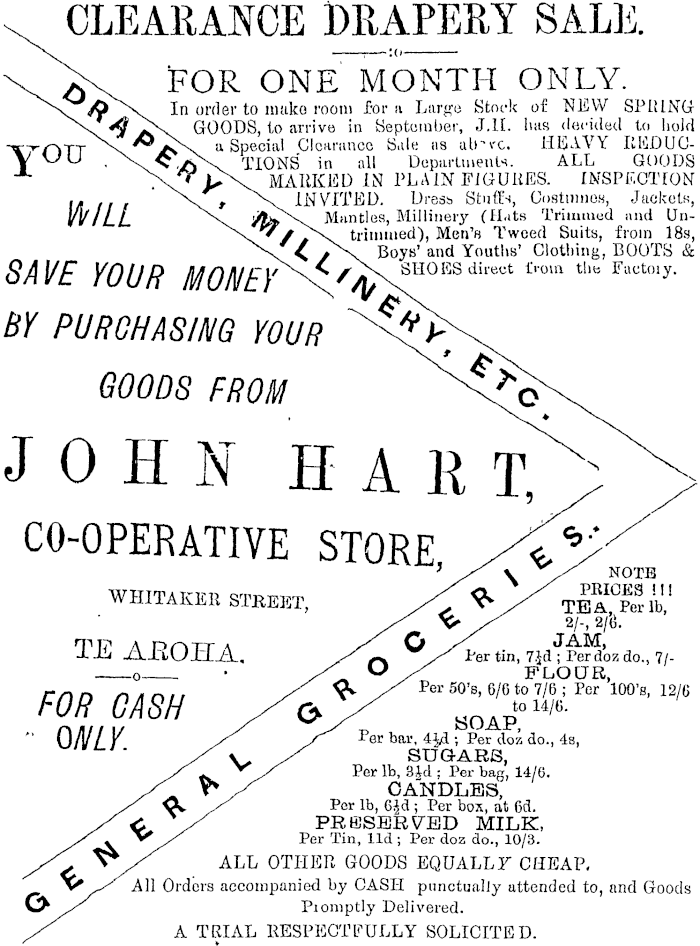 CLEARANCE DRAPERY SALE.
FOR ONE MONTH ONLY.
In order to make room for a Large Stock of NEW SPRING
GOODS, to arrive in September, J.H. has decided to hold
a Special Clearance Sale as above. HEAVY REDUC-
TIONS in all Departments. ALL GOODS
MARKED IN PLAIN FIGURES. INSPECTION
INVITED. Dress Stuffs, Costumes, Jackets,
Mantles, Millinery (Hats Trimmed and Un-
trimmed), Men's Tweed Suits, from 18s,
Boys' and Youths' Clothing, BOOTS &
SHOES direct from the Factory.
DRAPERY, MILLINERY, ETC.
YOU
WILL
SAVE YOUR MONEY
BY PURCHASING YOUR
GOODS FROM
JOHN HART,
CO-OPERATIVE STORE,
WHITAKER STREET,
TE AROHA.
FOR CASH
ONLY.
GENERAL GROCERIES.
NOTE
PRICES !!!
TEA, Per lb,
2/-, 2/6.
JAM,
Per tin, 7½d ; Per doz do., 7/-
FLOUR,
Per 50's, 6/6 to 7/6 ; Per 100's, 12/6
to 14/6.
SOAP,
Per bar, 4½d ; Per doz do., 4s,
SUGARS,
Per lb, 3½d ; Per bag, 14/6.
CANDLES,
Per lb, 6½d ; Per box, at 6d.
PRESERVED MILK,
Per Tin, 11d ; Per doz do., 10/3.
ALL OTHER GOODS EQUALLY CHEAP.
All Orders accompanied by CASH punctually attended to, and Goods
Promptly Delivered.
A TRIAL RESPECTFULLY SOLICITED.